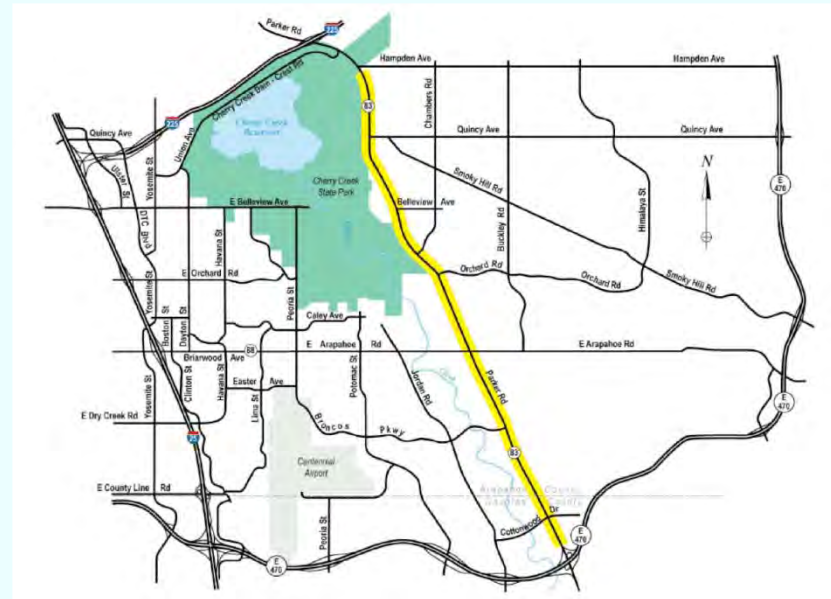 Parker Rd
225
Hampden Ave
Hampden Ave
Cherry Creek Dam - Crest Rd
83
Chambers Rd
225
Quincy Ave
Quincy Ave
Quincy Ave
Cherry Creek
Reservoir
Union Ave
Yosemite St
Ulster St
DTC Blvd
Smoky Hill Rd
N
Cherry Creek
State Park
E 470
Himalaya St
E Belleview Ave
Belleview Ave
Buckley Rd
Havana St
Orchard Rd
Orchard Rd
Smoky Hill Rd
E Orchard Rd
Peoria St
Yosemite St
Boston St
Dayton St
Caley Ave
88
E Arapahoe Rd
E Arapahoe Rd
Briarwood Ave
Potomac St
Jordan Rd
Parker Rd
Yosemite St
Clinton St
Havana St
Easter Ave
Lima St
E 470
E Dry Creek Rd
Broncos Pkwy
25
83
Centennial
Airport
E County Line Rd
Arapahoe County
Douglas County
Cottonwood Dr
Peoria St
E 470
E 470